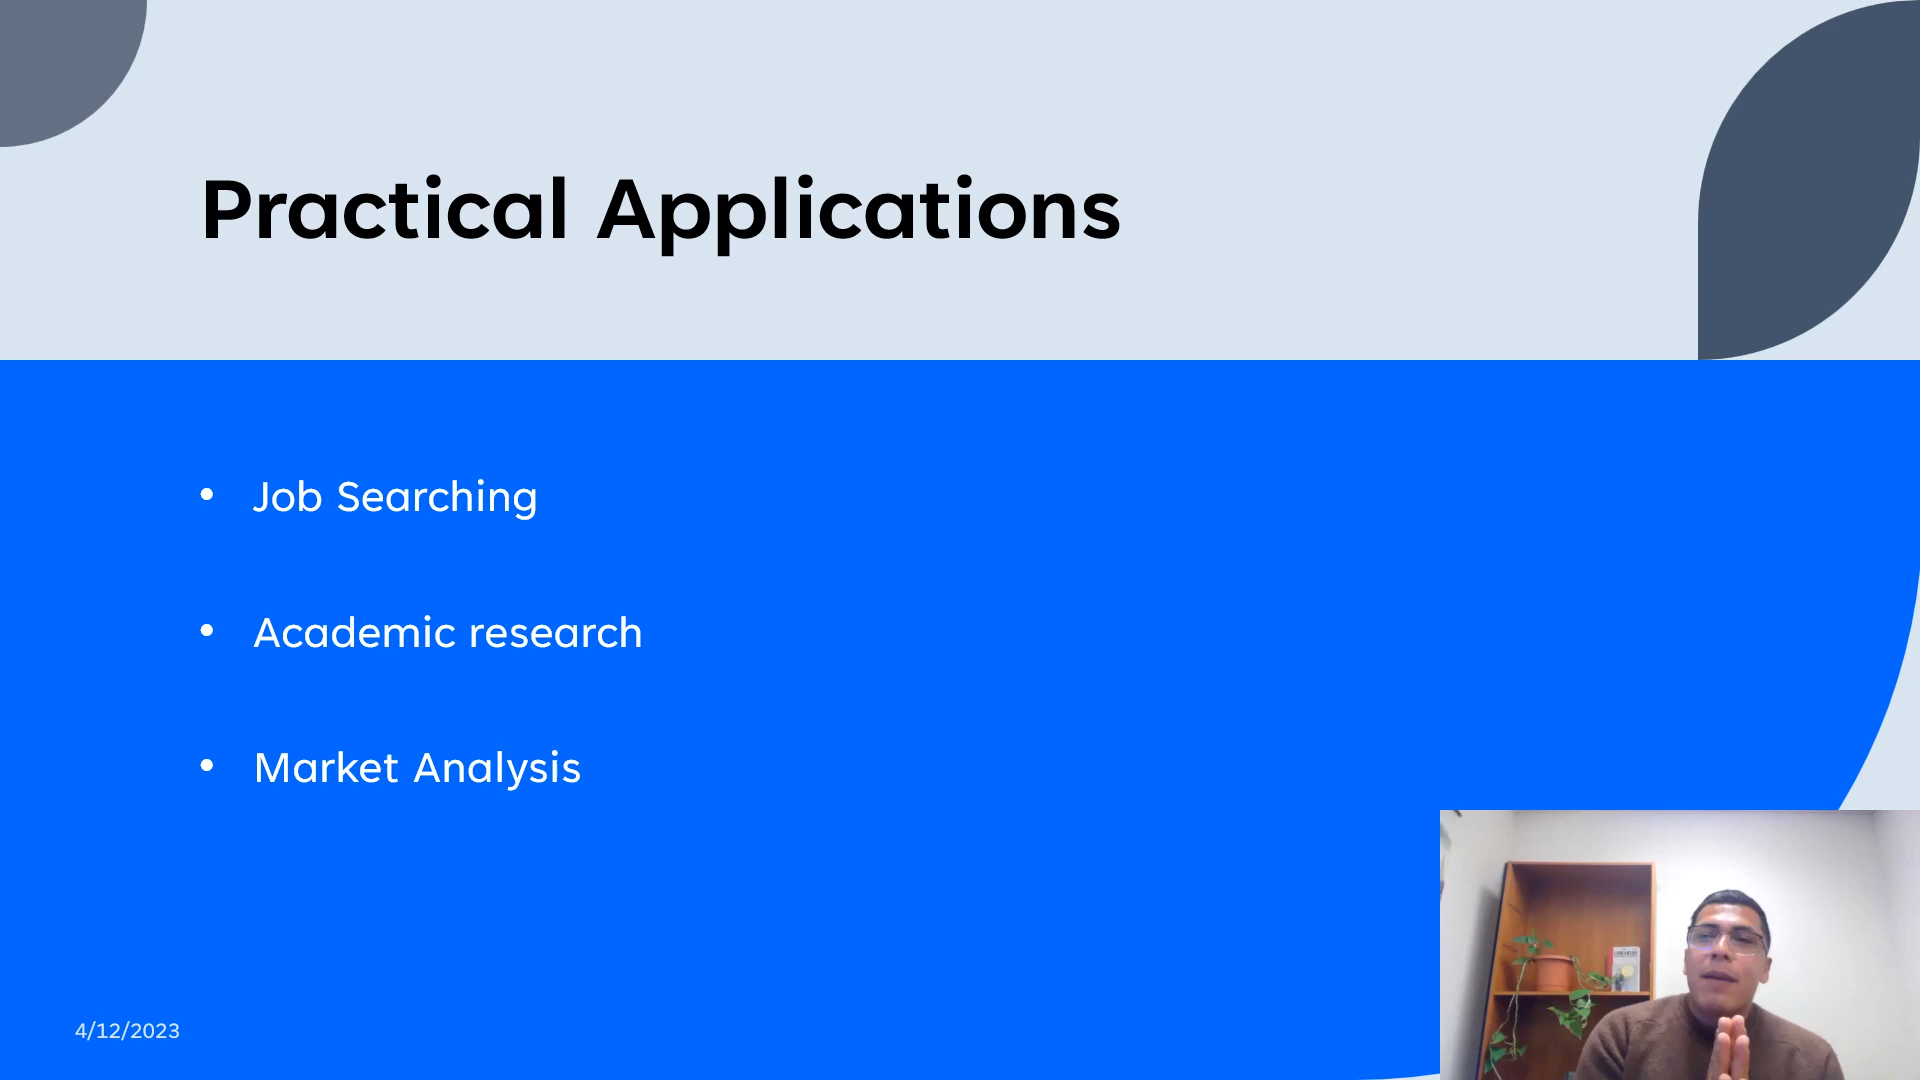 Practical Applications
• Job Searching
• Academic research
• Market Analysis
4/12/2023